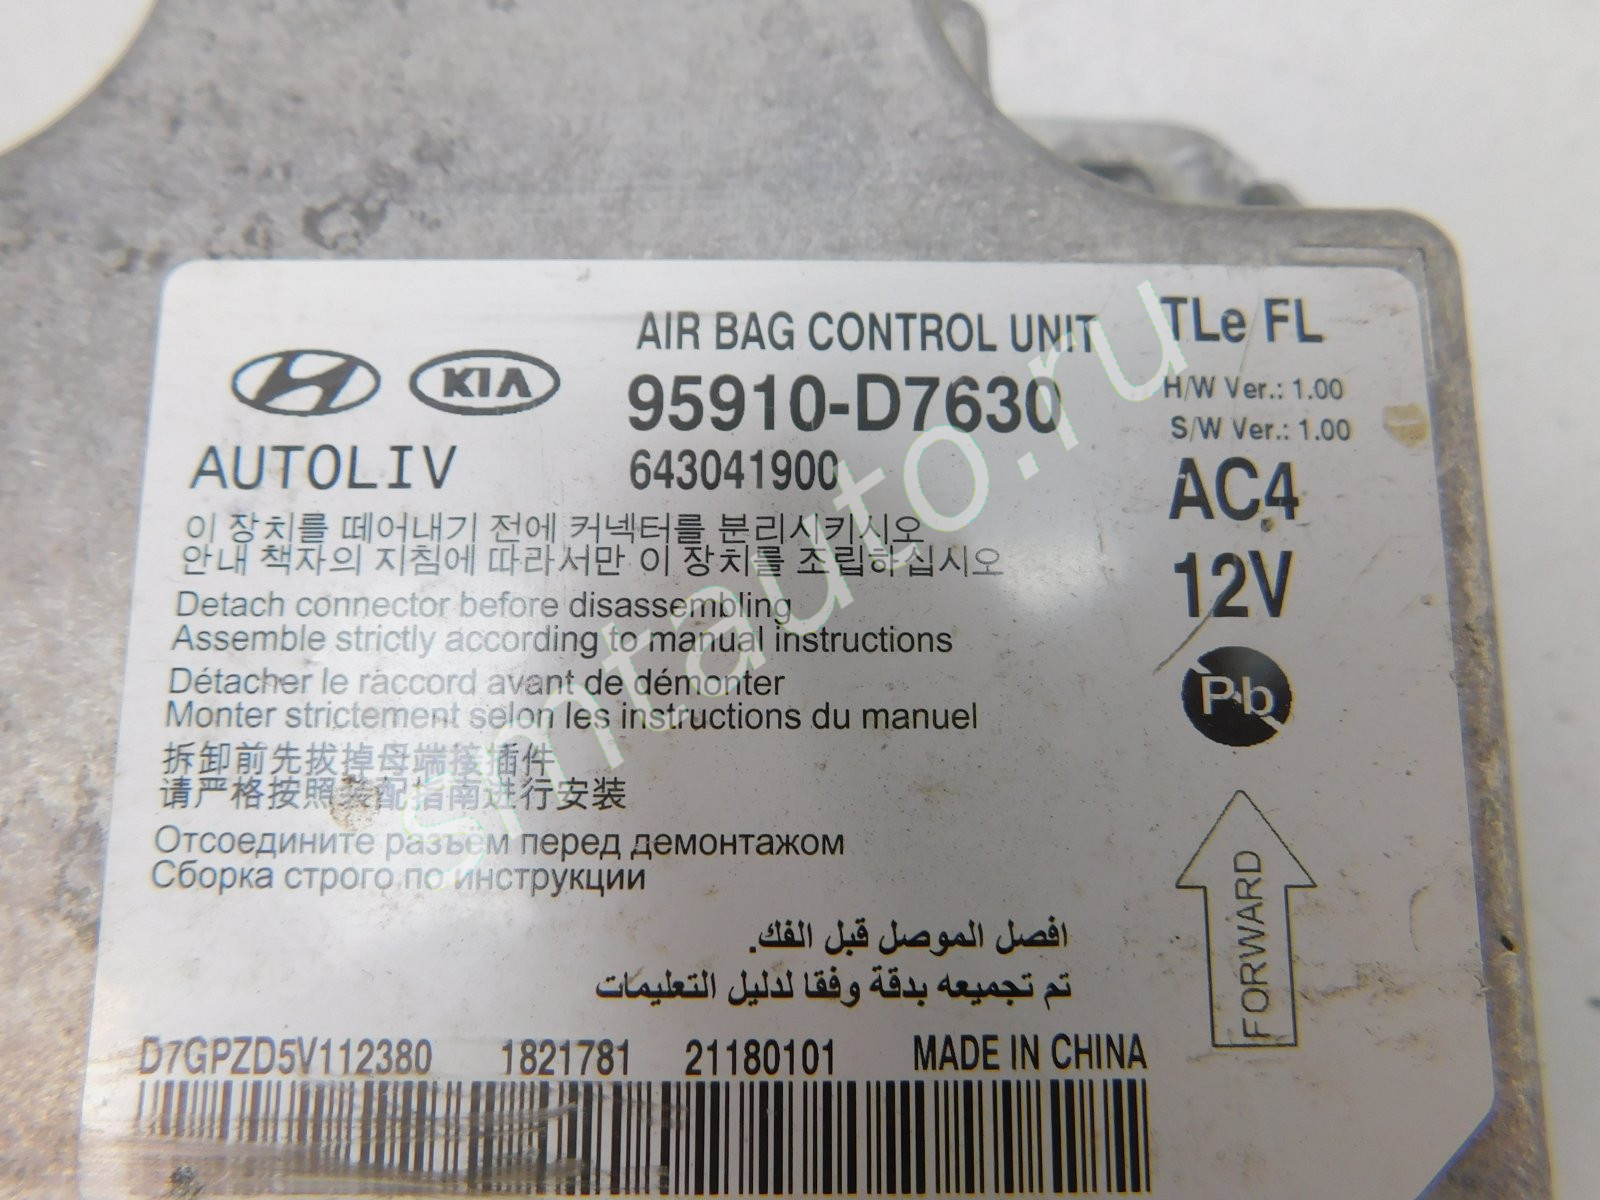 AIR BAG CONTROL UNIT
TLe FL
KIA
95910-D7630
H/W Ver.: 1.00
S/W Ver.: 1.00
AUTOLIV
643041900
AC4
이 장치를 떼어내기 전에 커넥터를 분리시키시오
안내 책자의 지침에 따라서만 이 장치를 조립하십시오
12V
Detach connector before disassembling
Assemble strictly according to manual instructions
Détacher le raccord avant de démonter
Monter strictement selon les instructions du manuel
Pb
拆卸前先拔掉母端接插件
请严格按照装配指南进行安装
Отсоедините разъём перед демонтажом
Сборка строго по инструкции
FORWARD
افصل الموصل قبل الفك.
تم تجميعه بدقة وفقا لدليل التعليمات
D7GPZD5V112380 1821781 21180101 MADE IN CHINA
smtauto.ru